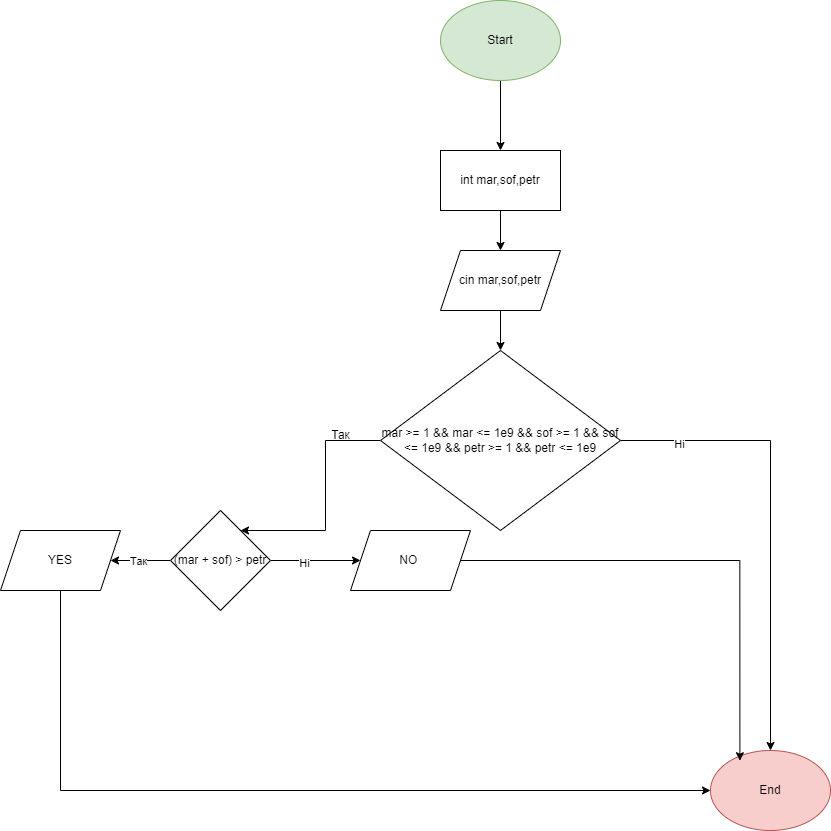 Start
int mar,sof,petr
cin mar,sof,petr
mar >= 1 && mar <= 1e9 && sof >= 1 && sof
<= 1e9 && petr >= 1 && petr <= 1e9
Так
Ні
YES
Так
(mar + sof) > petr
Ні
NO
End